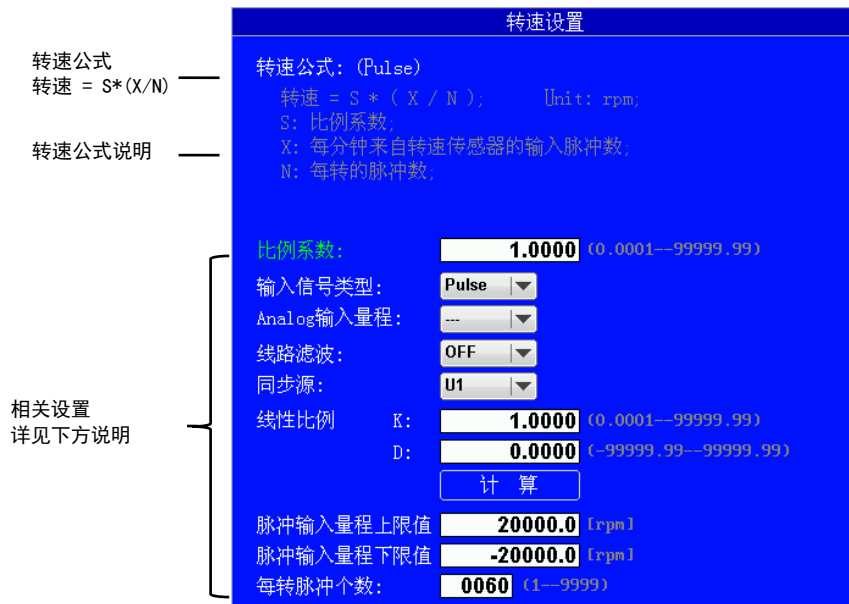 转速设置
转速公式
转速 = S*(X/N)
转速公式: (Pulse)
转速 = S * ( X / N ); Unit: rpm;
S: 比例系数;
转速公式说明
X: 每分钟来自转速传感器的输入脉冲数;
N: 每转的脉冲数;
比例系数: 1.0000 (0.0001--99999.99)
输入信号类型: Pulse
Analog输入量程: ---
线路滤波: OFF
同步源: U1
相关设置
详见下方说明
线性比例 K: 1.0000 (0.0001--99999.99)
D: 0.0000 (-99999.99--99999.99)
计 算
脉冲输入量程上限值 20000.0 [rpm]
脉冲输入量程下限值 -20000.0 [rpm]
每转脉冲个数: 0060 (1--9999)